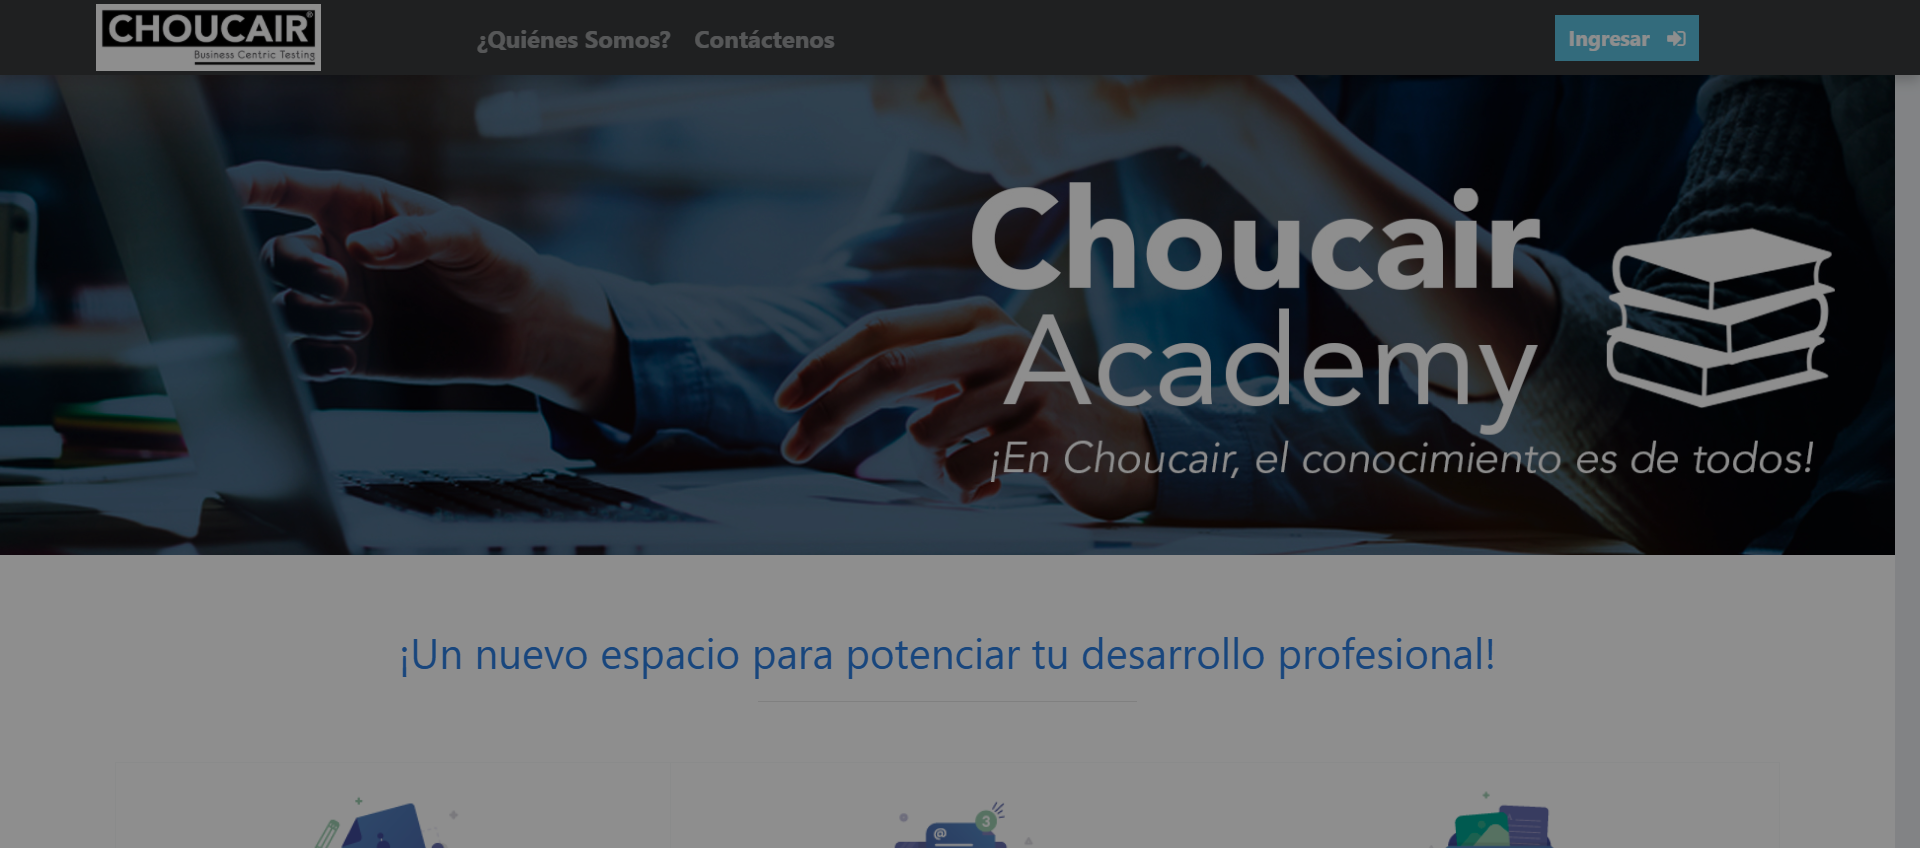 CHOUCAIR®
Business Centric Testing
¿Quiénes Somos?
Contáctenos
Ingresar
Choucair
Academy
¡En Choucair, el conocimiento es de todos!
¡Un nuevo espacio para potenciar tu desarrollo profesional!
@
3